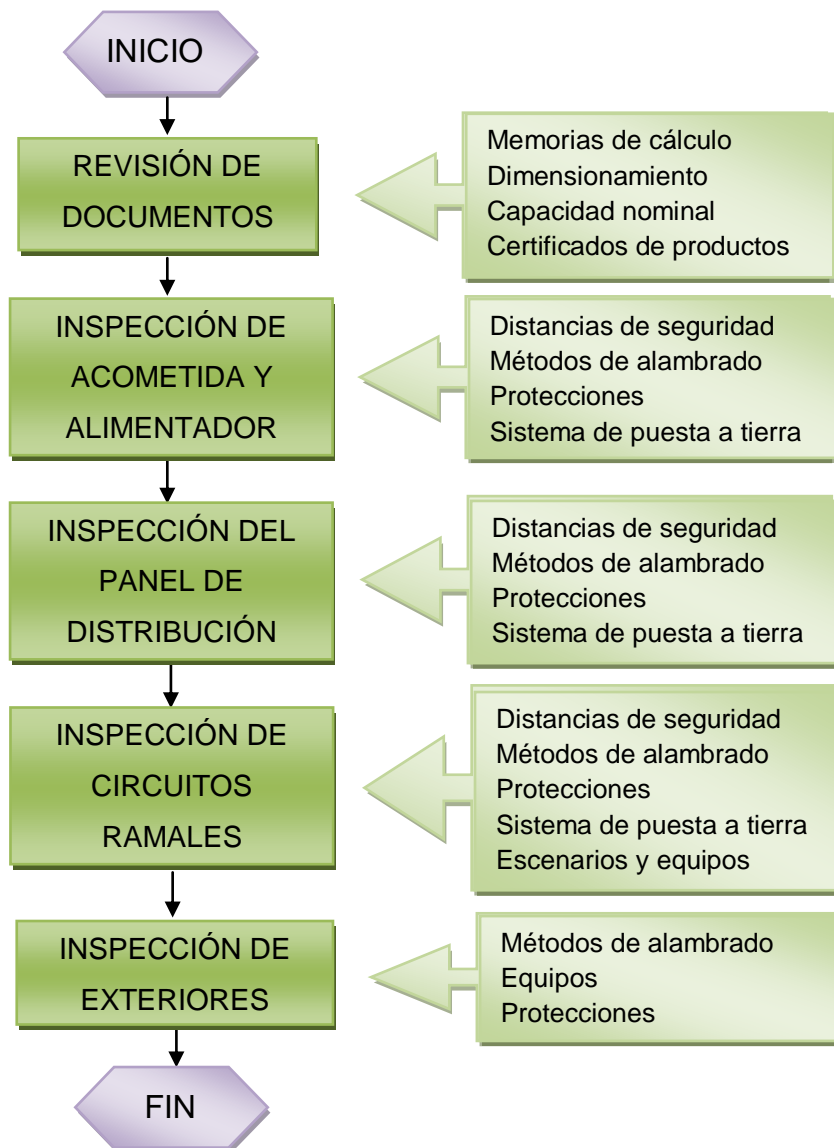 INICIO
REVISIÓN DE
DOCUMENTOS
Memorias de cálculo
Dimensionamiento
Capacidad nominal
Certificados de productos
INSPECCIÓN DE
ACOMETIDA Y
ALIMENTADOR
Distancias de seguridad
Métodos de alambrado
Protecciones
Sistema de puesta a tierra
INSPECCIÓN DEL
PANEL DE
DISTRIBUCIÓN
Distancias de seguridad
Métodos de alambrado
Protecciones
Sistema de puesta a tierra
INSPECCIÓN DE
CIRCUITOS
RAMALES
Distancias de seguridad
Métodos de alambrado
Protecciones
Sistema de puesta a tierra
Escenarios y equipos
INSPECCIÓN DE
EXTERIORES
Métodos de alambrado
Equipos
Protecciones
FIN